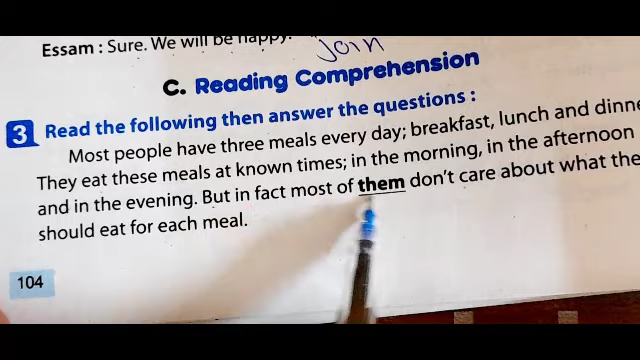 Essam : Sure. We will be happy.
Join
C. Reading Comprehension
3 Read the following then answer the questions :
Most people have three meals every day; breakfast, lunch and dinne
They eat these meals at known times; in the morning, in the afternoon
and in the evening. But in fact most of them don't care about what the
should eat for each meal.
104